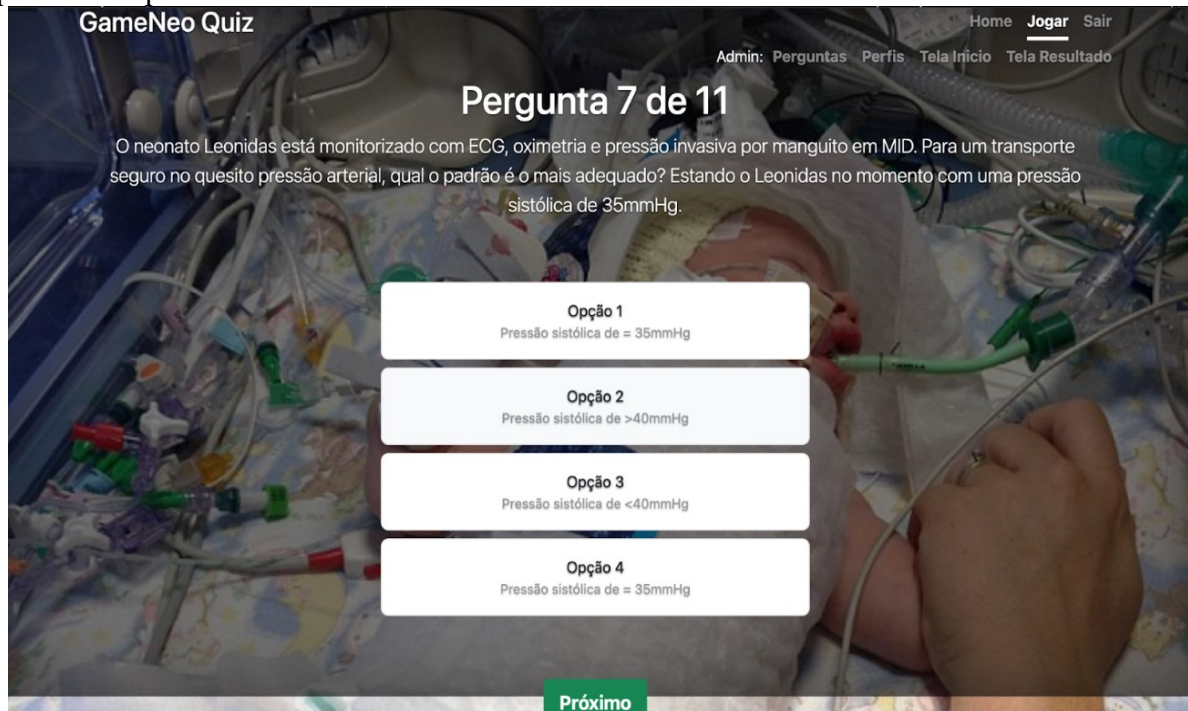 GameNeo Quiz
Home Jogar Sair
Admin: Perguntas Perfis Tela Inicio Tela Resultado
Pergunta 7 de 11
O neonato Leonidas está monitorizado com ECG, oximetria e pressão invasiva por manguito em MID. Para um transporte
seguro no quesito pressão arterial, qual o padrão é o mais adequado? Estando o Leonidas no momento com uma pressão
sistólica de 35mmHg.
Opção 1
Pressão sistólica de = 35mmHg
Opção 2
Pressão sistólica de >40mmHg
Opção 3
Pressão sistólica de <40mmHg
Opção 4
Pressão sistólica de = 35mmHg
Próximo